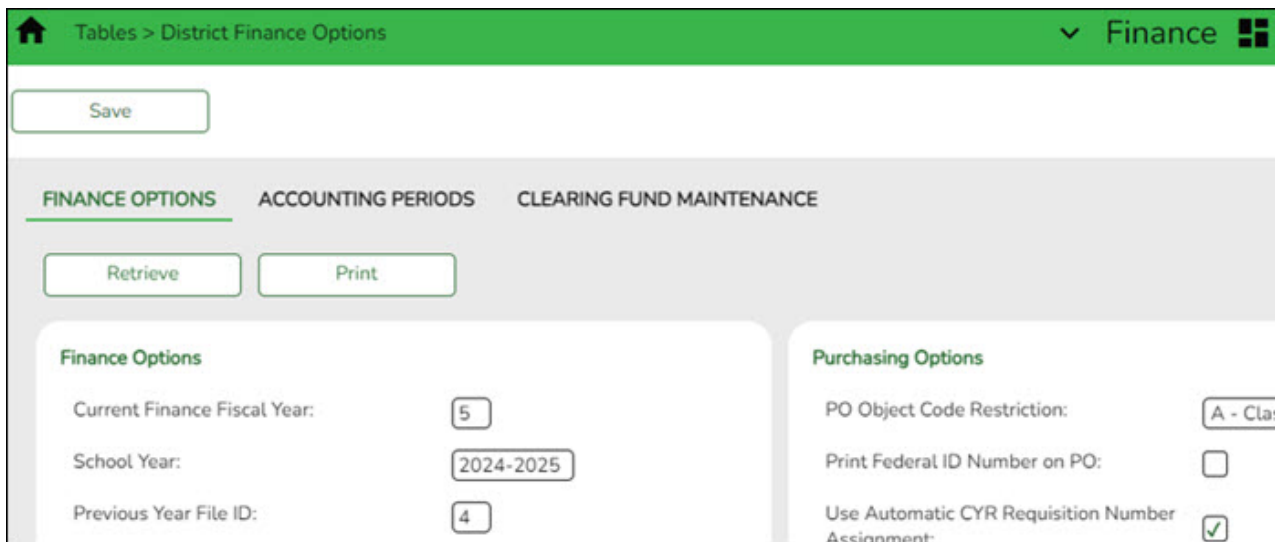 Tables > District Finance Options
Finance
Save
FINANCE OPTIONS ACCOUNTING PERIODS CLEARING FUND MAINTENANCE
Retrieve Print
Finance Options
Current Finance Fiscal Year: 5
School Year: 2024-2025
Previous Year File ID: 4
Purchasing Options
PO Object Code Restriction: A - Clas
Print Federal ID Number on PO:
Use Automatic CYR Requisition Number
Assignment: